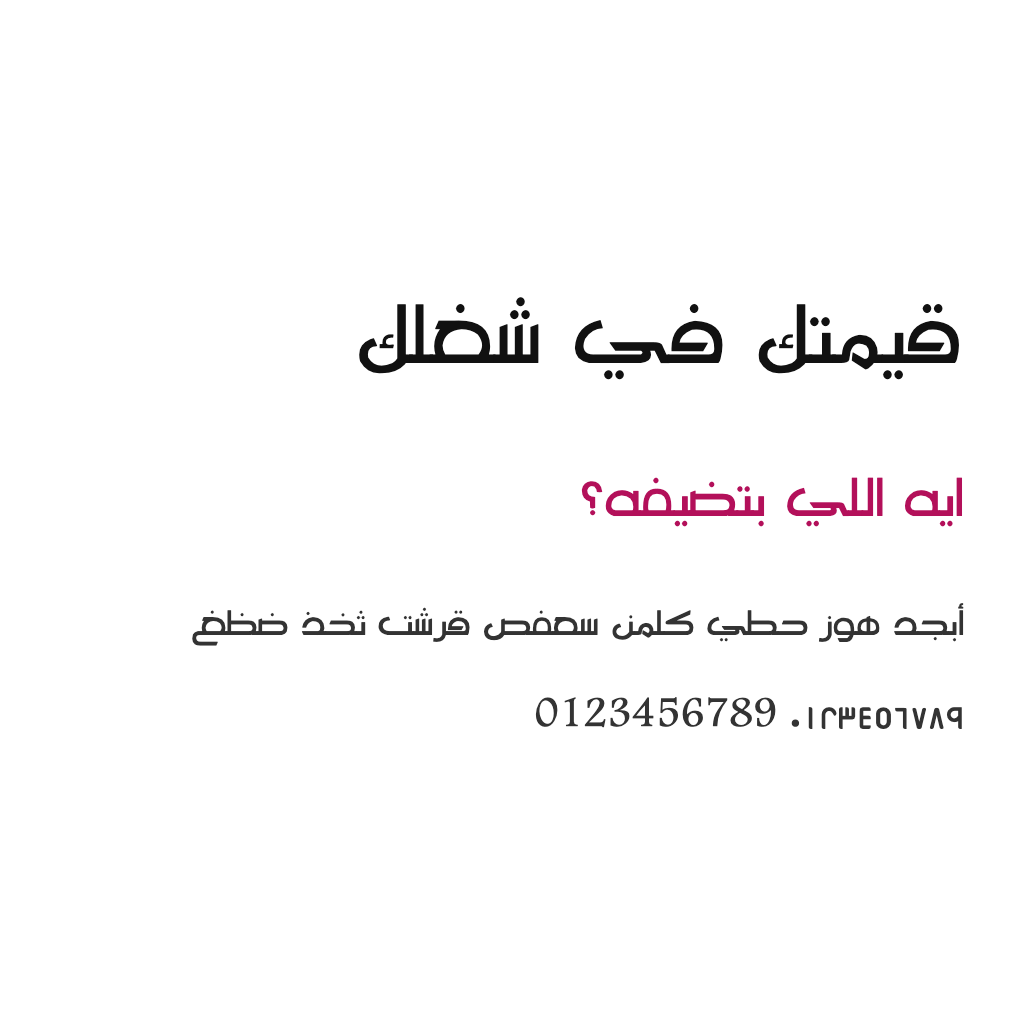 قيمتك في شغلك
ايه اللي بتضيفه؟
أبجد هوز حطي كلمن سعفص قرشت ثخذ ضظغ
0123456789 ٠١٢٣٤٥٦٧٨٩